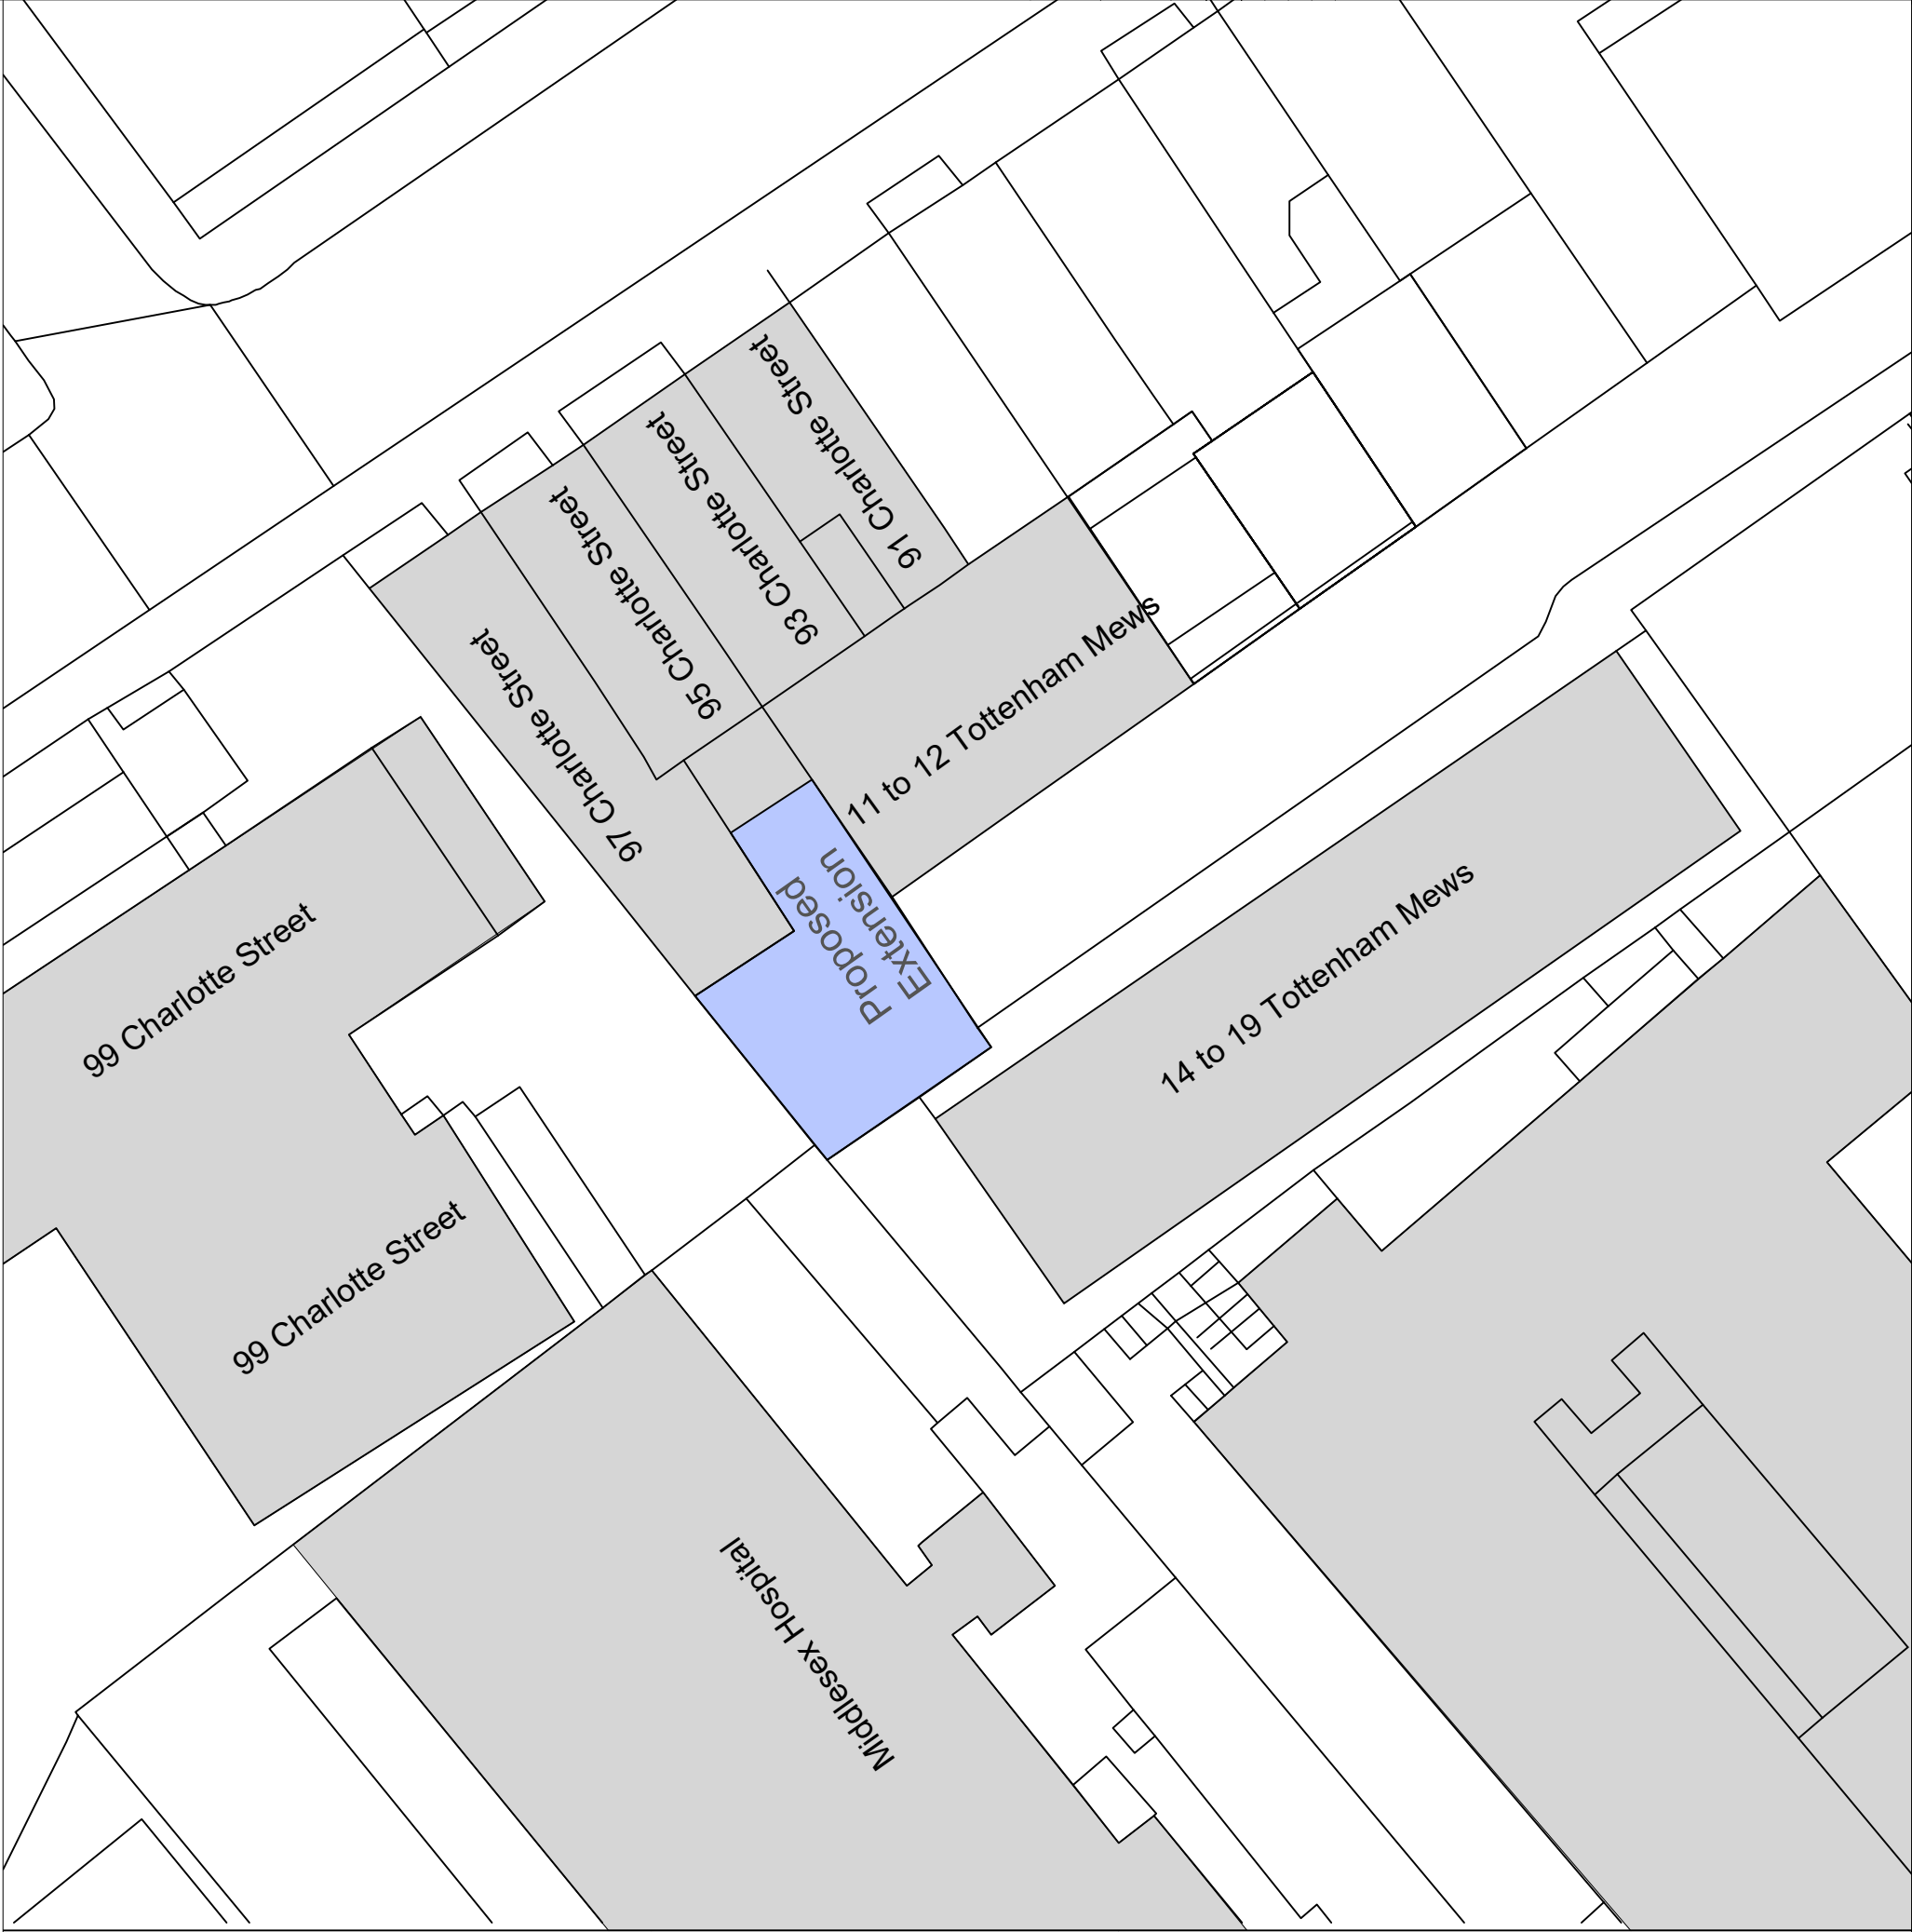 91 Charlotte Street
93 Charlotte Street
95 Charlotte Street
97 Charlotte Street
11 to 12 Tottenham Mews
Proposed
Extension
99 Charlotte Street
14 to 19 Tottenham Mews
99 Charlotte Street
Middlesex Hospital